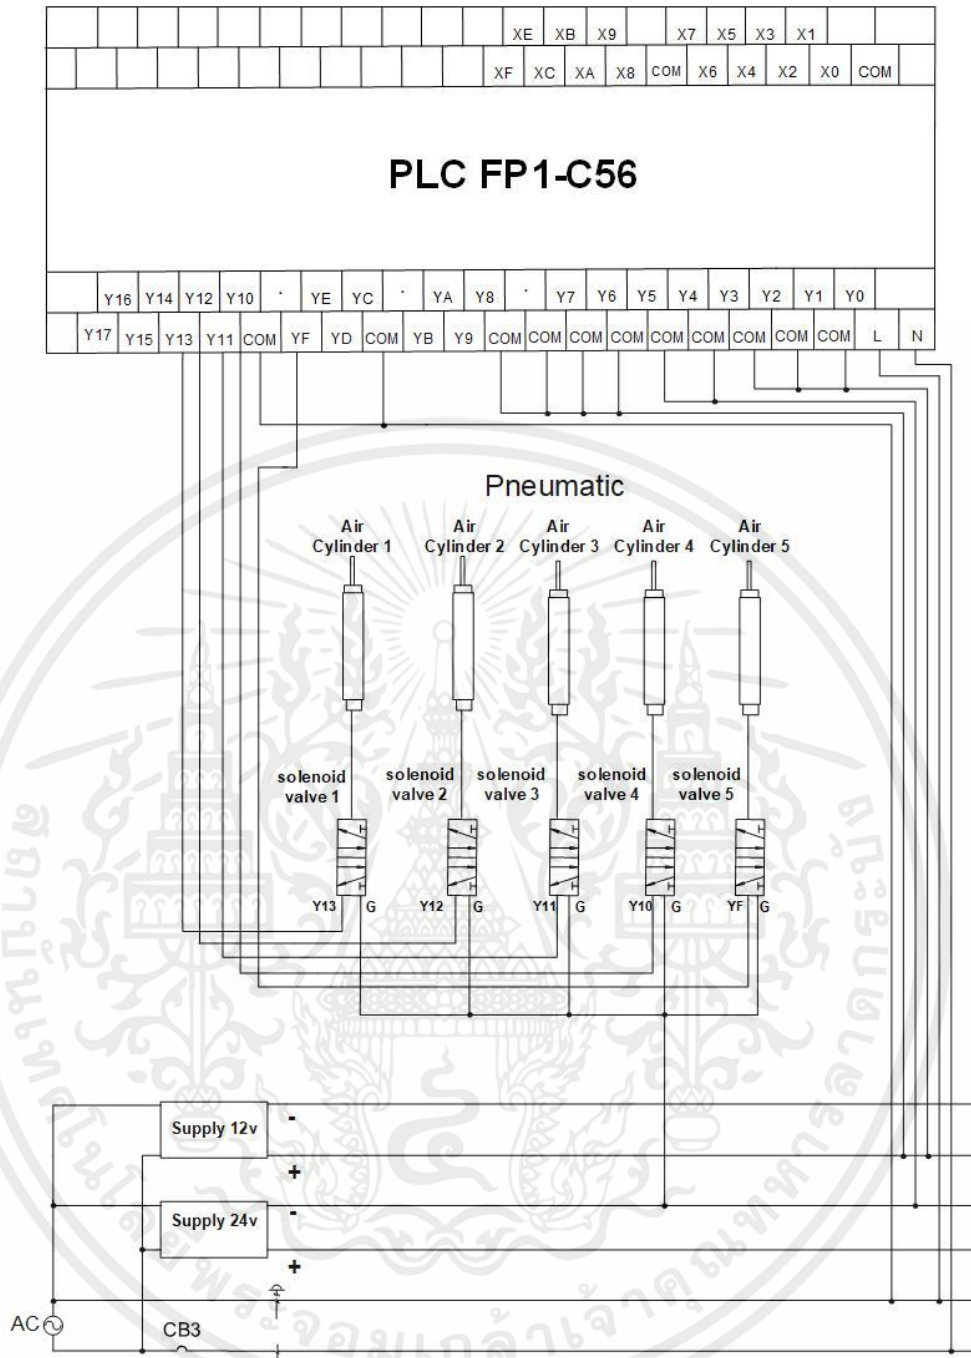 XE XB X9 X7 X5 X3 X1
XF XC XA X8 COM X6 X4 X2 X0 COM
PLC FP1-C56
Y16 Y14 Y12 Y10 . YE YC . YA Y8 . Y7 Y6 Y5 Y4 Y3 Y2 Y1 Y0
Y17 Y15 Y13 Y11 COM YF YD COM YB Y9 COM COM COM COM COM COM COM COM COM L N
Pneumatic
Air Cylinder 1
Air Cylinder 2
Air Cylinder 3
Air Cylinder 4
Air Cylinder 5
solenoid valve 1
solenoid valve 2
solenoid valve 3
solenoid valve 4
solenoid valve 5
Y13 G Y12 G Y11 G Y10 G YF G
Supply 12v
-
+
Supply 24v
-
+
AC
CB3